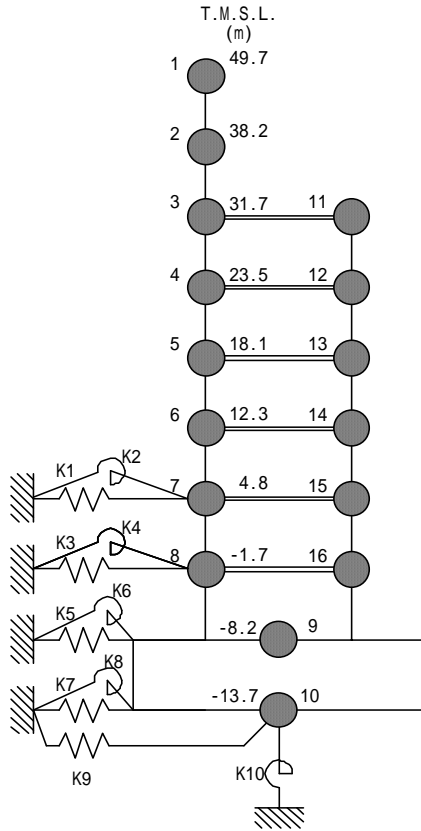 T.M.S.L.
(m)
1 49.7
2 38.2
3 31.7 11
4 23.5 12
5 18.1 13
6 12.3 14
K1 K2
7 4.8 15
K3 K4
8 -1.7 16
K5 K6
-8.2 9
K7 K8
-13.7 10
K9
K10